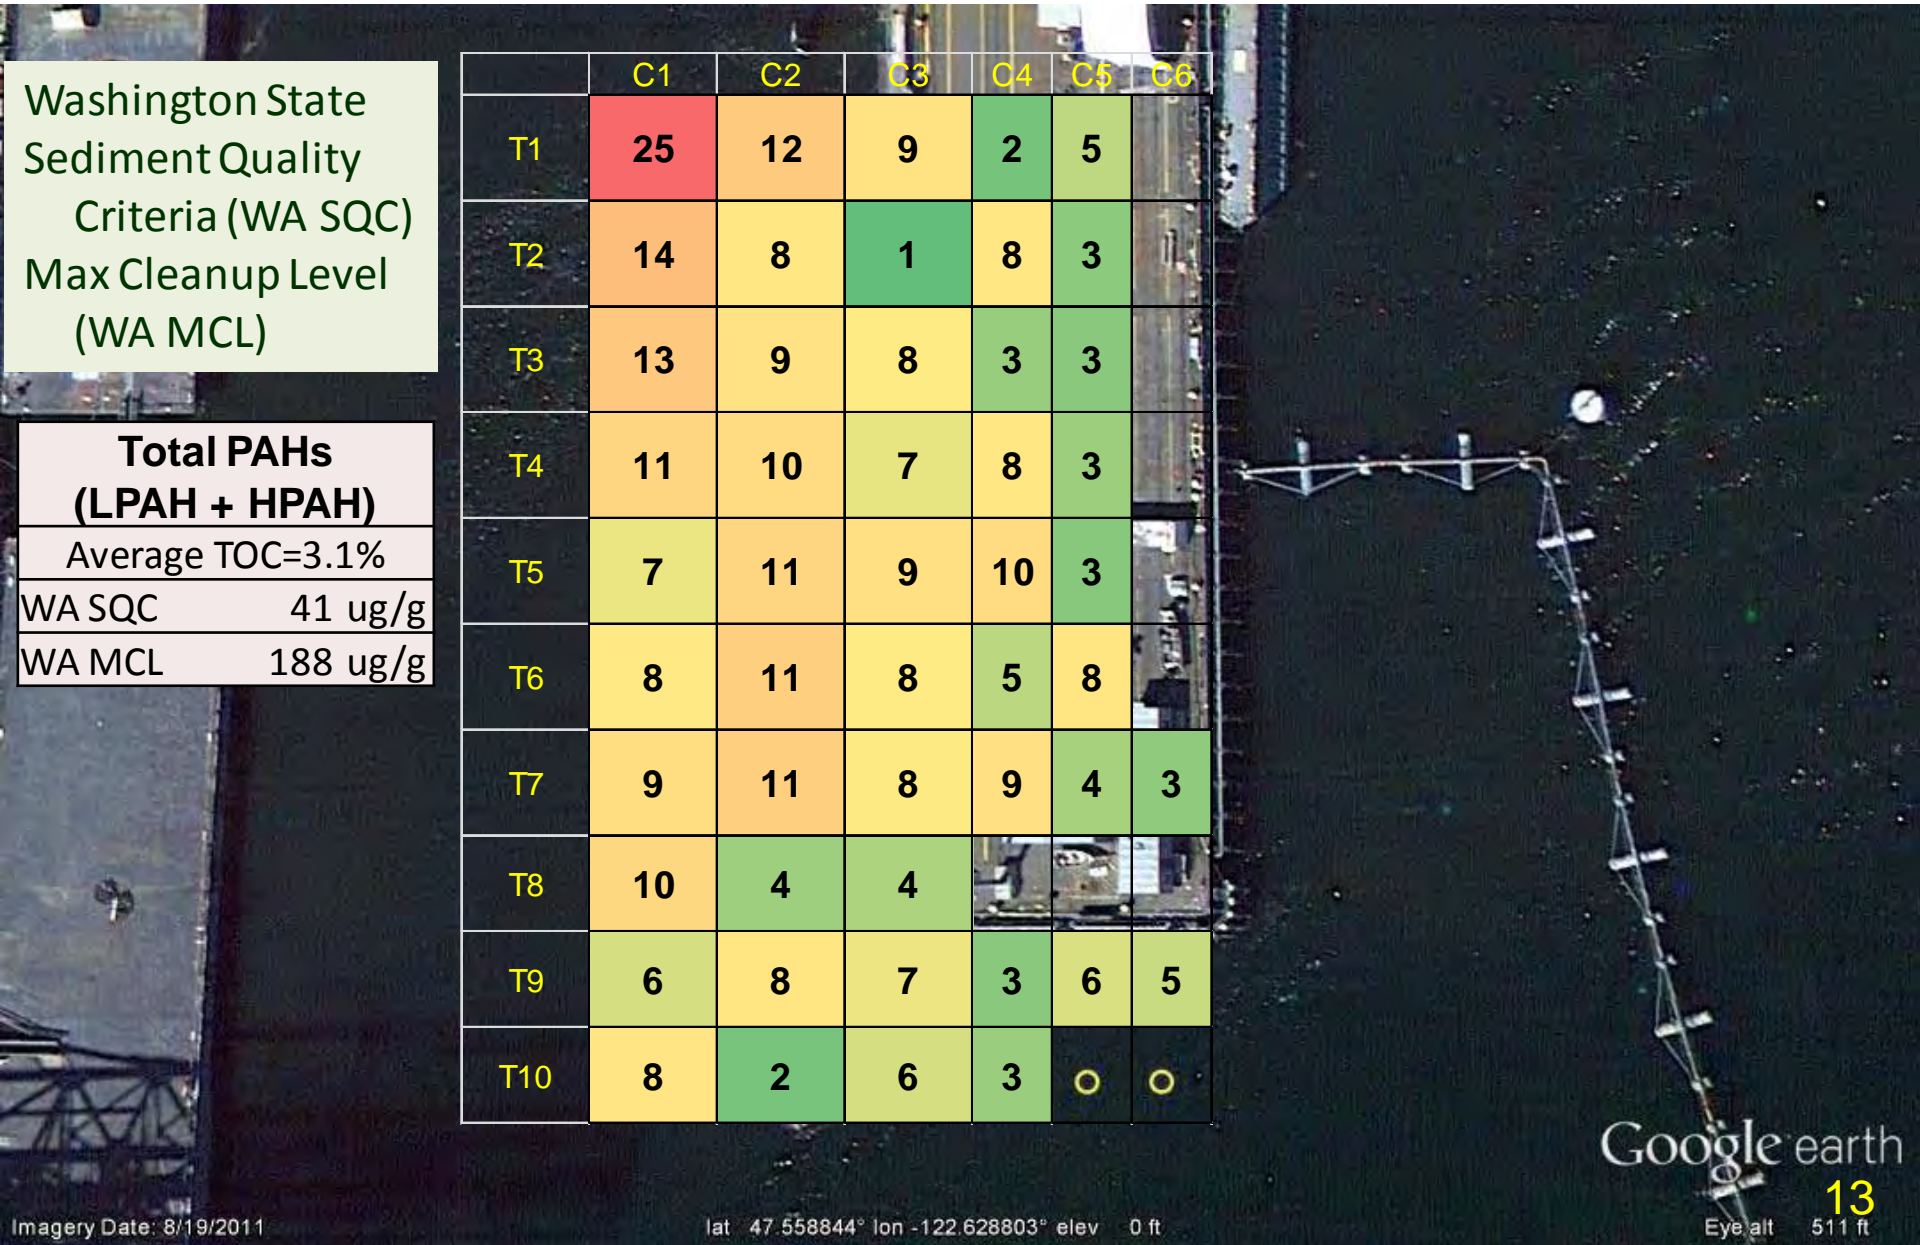 Washington State
Sediment Quality
Criteria (WA SQC)
Max Cleanup Level
(WA MCL)
Total PAHs
(LPAH + HPAH)
Average TOC=3.1%
WA SQC 41 ug/g
WA MCL 188 ug/g
C1 C2 C3 C4 C5 C6
T1 25 12 9 2 5
T2 14 8 1 8 3
T3 13 9 8 3 3
T4 11 10 7 8 3
T5 7 11 9 10 3
T6 8 11 8 5 8
T7 9 11 8 9 4 3
T8 10 4 4
T9 6 8 7 3 6 5
T10 8 2 6 3
Google earth
13
Imagery Date: 8/19/2011 lat 47.558844° lon -122.628803° elev 0 ft Eye alt 511 ft